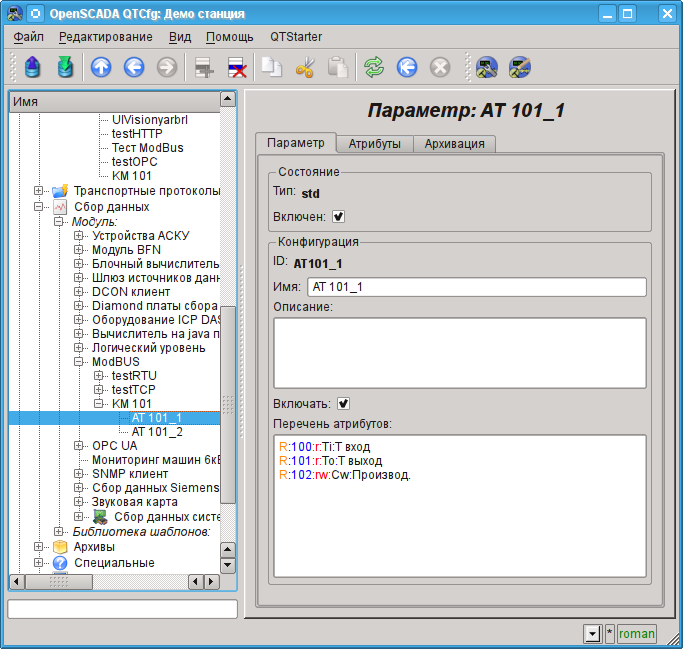 OpenSCADA QTCfg: Демо станция
Файл Редактирование Вид Помощь QTStarter
Имя
UIVisionyarbrl
testHTTP
Тест ModBus
testOPC
KM 101
Транспортные протоколы
Сбор данных
Модуль:
Устройства АСКУ
Модуль BFN
Блочный вычислитель
Шлюз источников дан
DCON клиент
Diamond платы сбора
Оборудование ICP DAS
Вычислитель на java п
Логический уровень
ModBUS
testRTU
testTCP
KM 101
AT 101_1
AT 101_2
OPC UA
Мониторинг машин 6кВ
SNMP клиент
Сбор данных Siemens
Звуковая карта
Сбор данных систе
Библиотека шаблонов:
Архивы
Специальные
Параметр: AT 101_1
Параметр Атрибуты Архивация
Состояние
Тип: std
Включен:
Конфигурация
ID: AT101_1
Имя: AT 101_1
Описание:
Включать:
Перечень атрибутов:
R:100:r:Ti:T вход
R:101:r:To:T выход
R:102:rw:Cw:Производ.
* roman